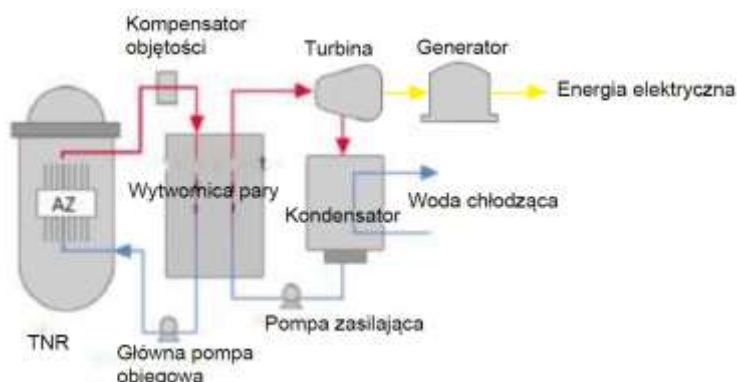 Kompensator
objętości
Turbina
Generator
Energia elektryczna
AZ
Wytwornica pary
Kondensator
Woda chłodząca
TNR
Główna pompa
obiegowa
Pompa zasilająca